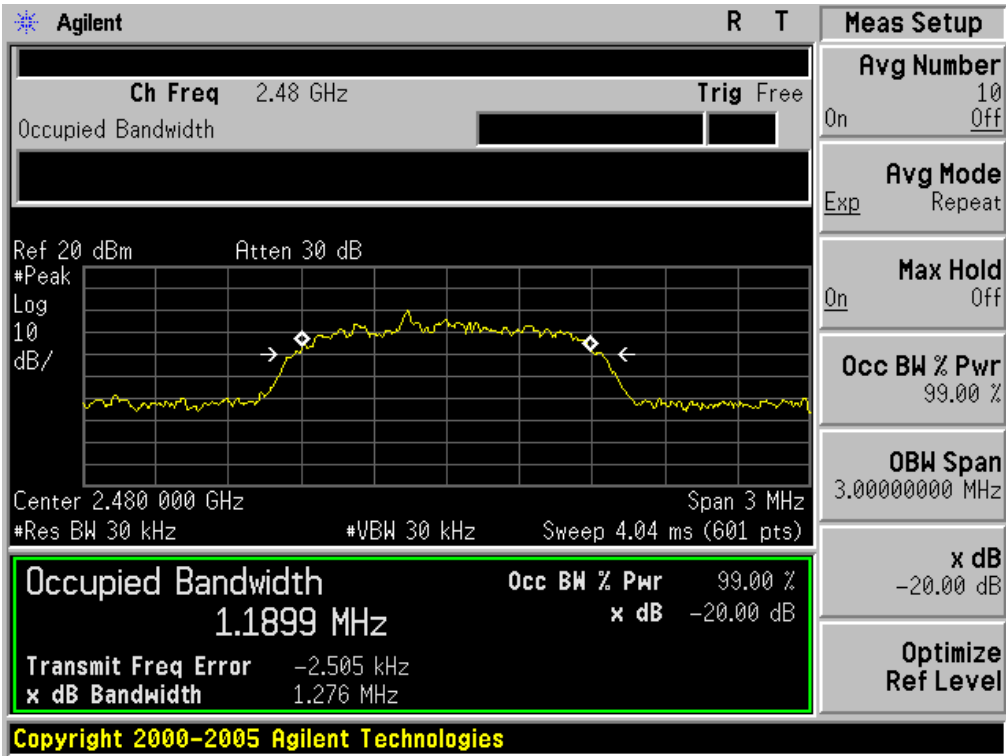 Agilent R T
Ch Freq 2.48 GHz Trig Free
Occupied Bandwidth
Ref 20 dBm Atten 30 dB
#Peak
Log
10
dB/
Center 2.480 000 GHz Span 3 MHz
#Res BW 30 kHz #VBW 30 kHz Sweep 4.04 ms (601 pts)
Occupied Bandwidth Occ BW % Pwr 99.00 %
1.1899 MHz x dB -20.00 dB
Transmit Freq Error -2.505 kHz
x dB Bandwidth 1.276 MHz
Copyright 2000-2005 Agilent Technologies
Meas Setup
Avg Number
10
On Off
Avg Mode
Exp Repeat
Max Hold
On Off
Occ BW % Pwr
99.00 %
OBW Span
3.00000000 MHz
x dB
-20.00 dB
Optimize
Ref Level